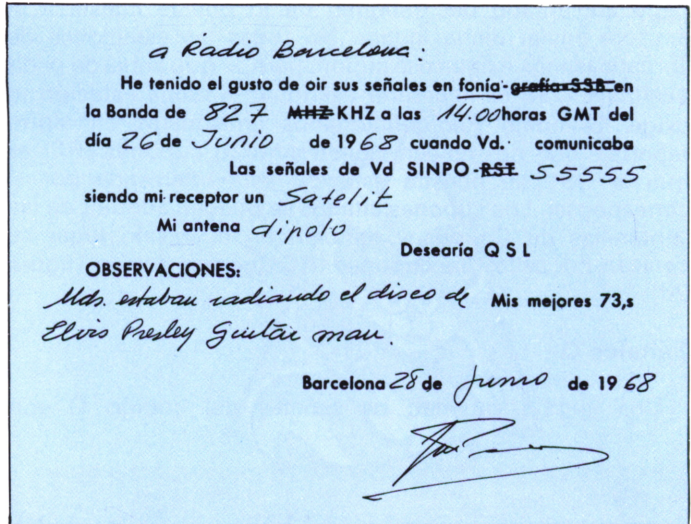 a Radio Barcelona:
He tenido el gusto de oir sus señales en fonía-grafía-SSB en
la Banda de 827 MHZ KHZ a las 14.00 horas GMT del
día 26 de Junio de 1968 cuando Vd. comunicaba
Las señales de Vd SINPO-RST 55555
siendo mi receptor un Satelit
Mi antena dipolo
Desearía Q S L
OBSERVACIONES:
Uds. estaban radiando el disco de Mis mejores 73,s
Elvis Presley Guitar man.
Barcelona 28 de Junio de 19 68